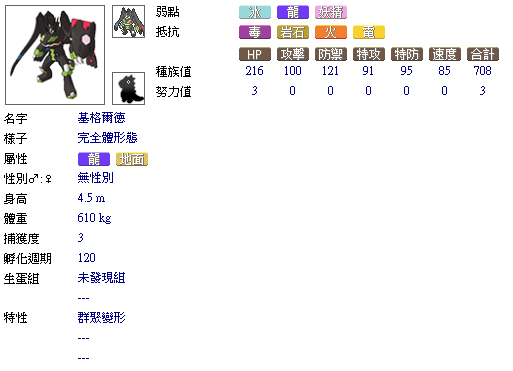 弱點 冰 龍 妖精
抵抗 毒 岩石 火 電
HP 攻擊 防禦 特攻 特防 速度 合計
種族值 216 100 121 91 95 85 708
努力值 3 0 0 0 0 0 3
名字 基格爾德
樣子 完全體形態
屬性 龍 地面
性別♂:♀ 無性別
身高 4.5 m
體重 610 kg
捕獲度 3
孵化週期 120
生蛋組 未發現組
---
特性 群聚變形
---
---